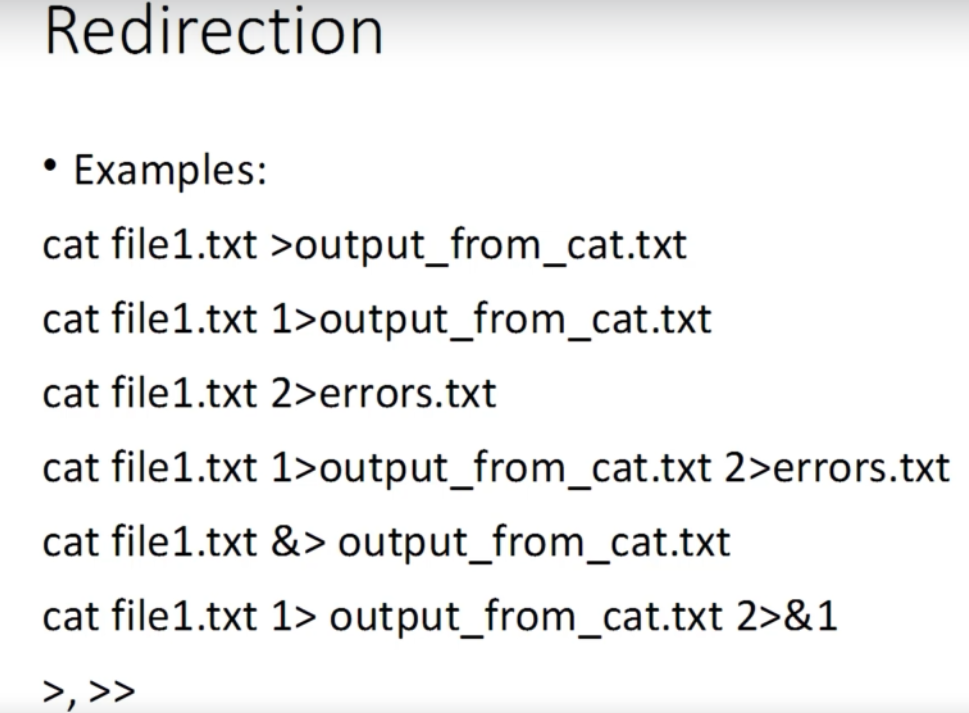 Redirection
• Examples:
cat file1.txt >output_from_cat.txt
cat file1.txt 1>output_from_cat.txt
cat file1.txt 2>errors.txt
cat file1.txt 1>output_from_cat.txt 2>errors.txt
cat file1.txt &> output_from_cat.txt
cat file1.txt 1> output_from_cat.txt 2>&1
>, >>